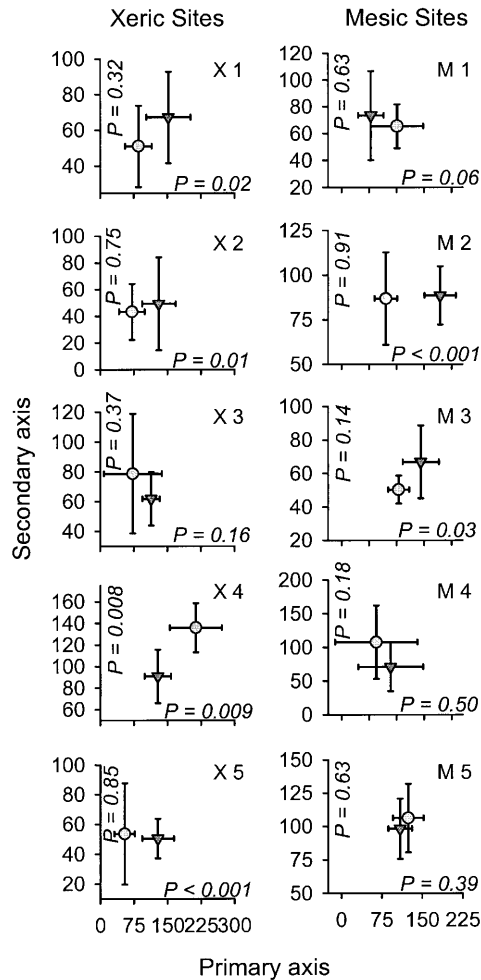 Xeric Sites
Mesic Sites
Secondary axis
X 1
100
80
60
40
P = 0.32
P = 0.02
M 1
120
100
80
60
40
20
P = 0.63
P = 0.06
X 2
100
80
60
40
20
0
P = 0.75
P = 0.01
M 2
125
100
75
50
P = 0.91
P < 0.001
X 3
120
100
80
60
40
P = 0.37
P = 0.16
M 3
100
80
60
40
20
P = 0.14
P = 0.03
X 4
160
140
120
100
80
60
P = 0.008
P = 0.009
M 4
200
150
100
50
0
P = 0.18
P = 0.50
X 5
100
80
60
40
20
P = 0.85
P < 0.001
0 75 150 225 300
M 5
150
125
100
75
50
P = 0.63
P = 0.39
0 75 150 225
Primary axis